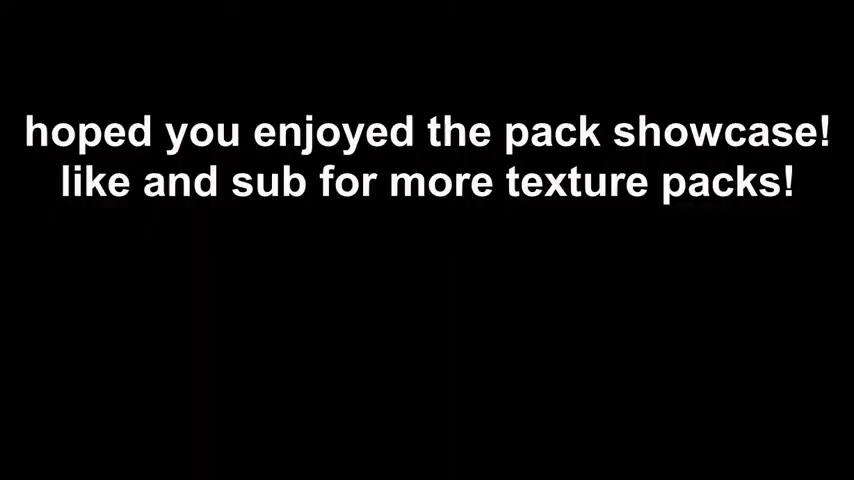 hoped you enjoyed the pack showcase!
like and sub for more texture packs!